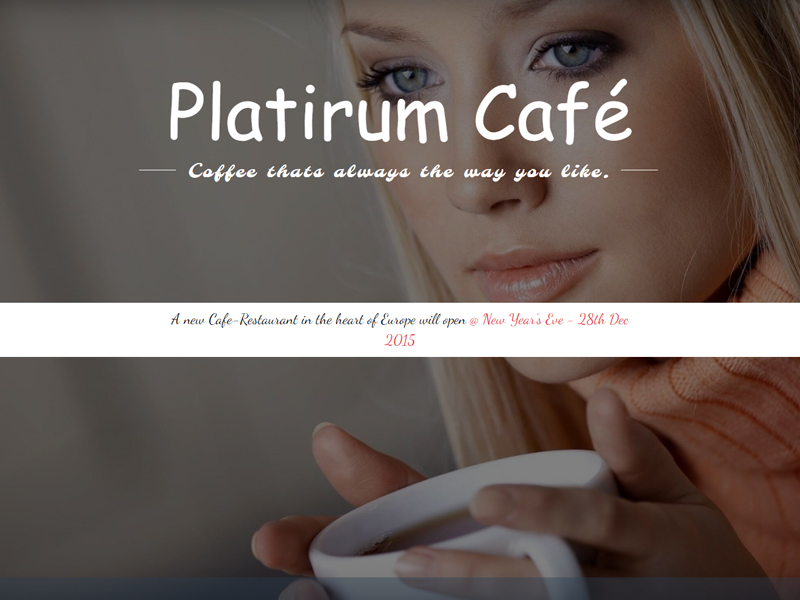 Platirum Café
Coffee thats always the way you like.
A new Cafe-Restaurant in the heart of Europe will open @ New Year's Eve - 28th Dec
2015